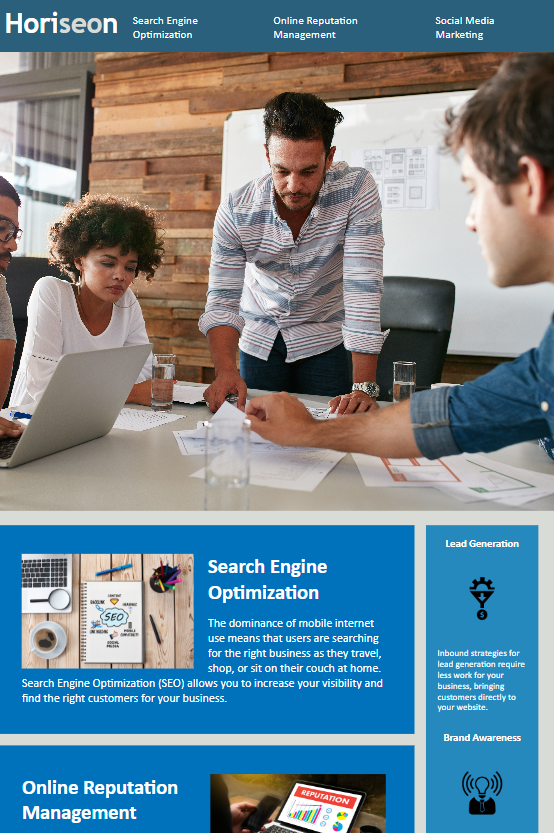 Horiseon
Search Engine
Optimization
Online Reputation
Management
Social Media
Marketing
SEO
Search Engine
Optimization
The dominance of mobile internet
use means that users are searching
for the right business as they travel,
shop, or sit on their couch at home.
Search Engine Optimization (SEO) allows you to increase your visibility and
find the right customers for your business.
Lead Generation
Inbound strategies for
lead generation require
less work for your
business, bringing
customers directly to
your website.
Brand Awareness
Online Reputation
Management
REPUTATION